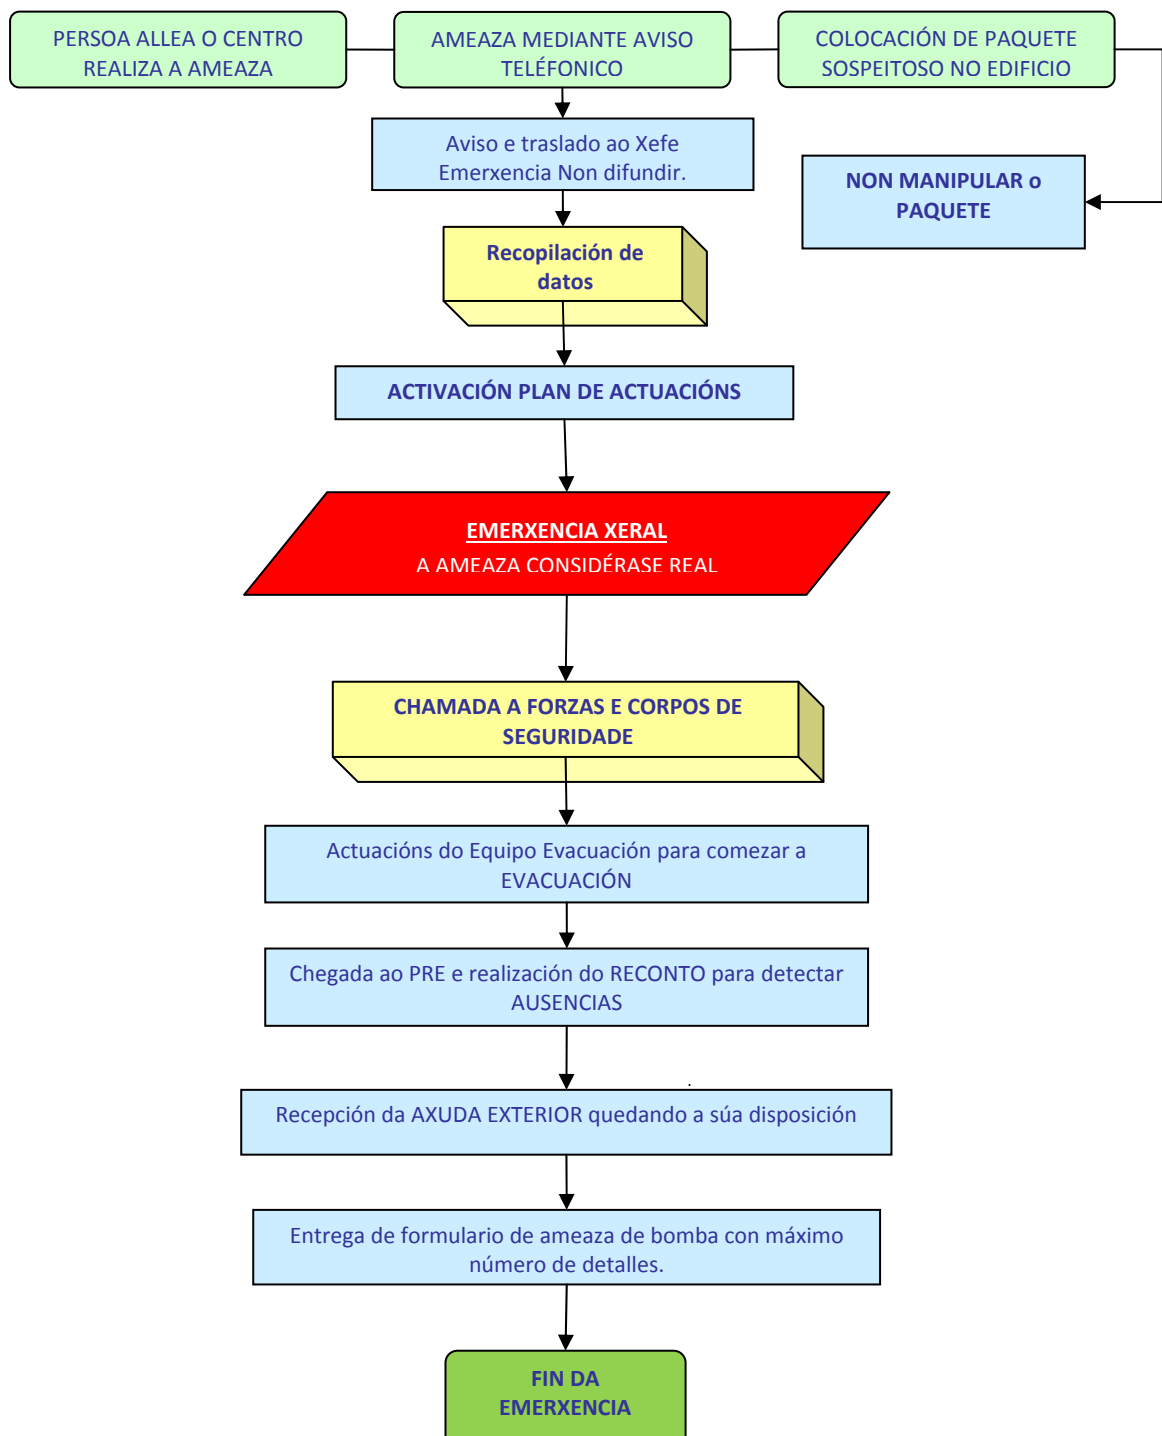 PERSOA ALLEA O CENTRO
REALIZA A AMEAZA
AMEAZA MEDIANTE AVISO
TELÉFONICO
COLOCACIÓN DE PAQUETE
SOSPEITOSO NO EDIFICIO
Aviso e traslado ao Xefe
Emerxencia Non difundir.
NON MANIPULAR o
PAQUETE
Recopilación de
datos
ACTIVACIÓN PLAN DE ACTUACIÓNS
EMERXENCIA XERAL
A AMEAZA CONSIDÉRASE REAL
CHAMADA A FORZAS E CORPOS DE
SEGURIDADE
Actuacións do Equipo Evacuación para comezar a
EVACUACIÓN
Chegada ao PRE e realización do RECONTO para detectar
AUSENCIAS
Recepción da AXUDA EXTERIOR quedando a súa disposición
Entrega de formulario de ameaza de bomba con máximo
número de detalles.
FIN DA
EMERXENCIA